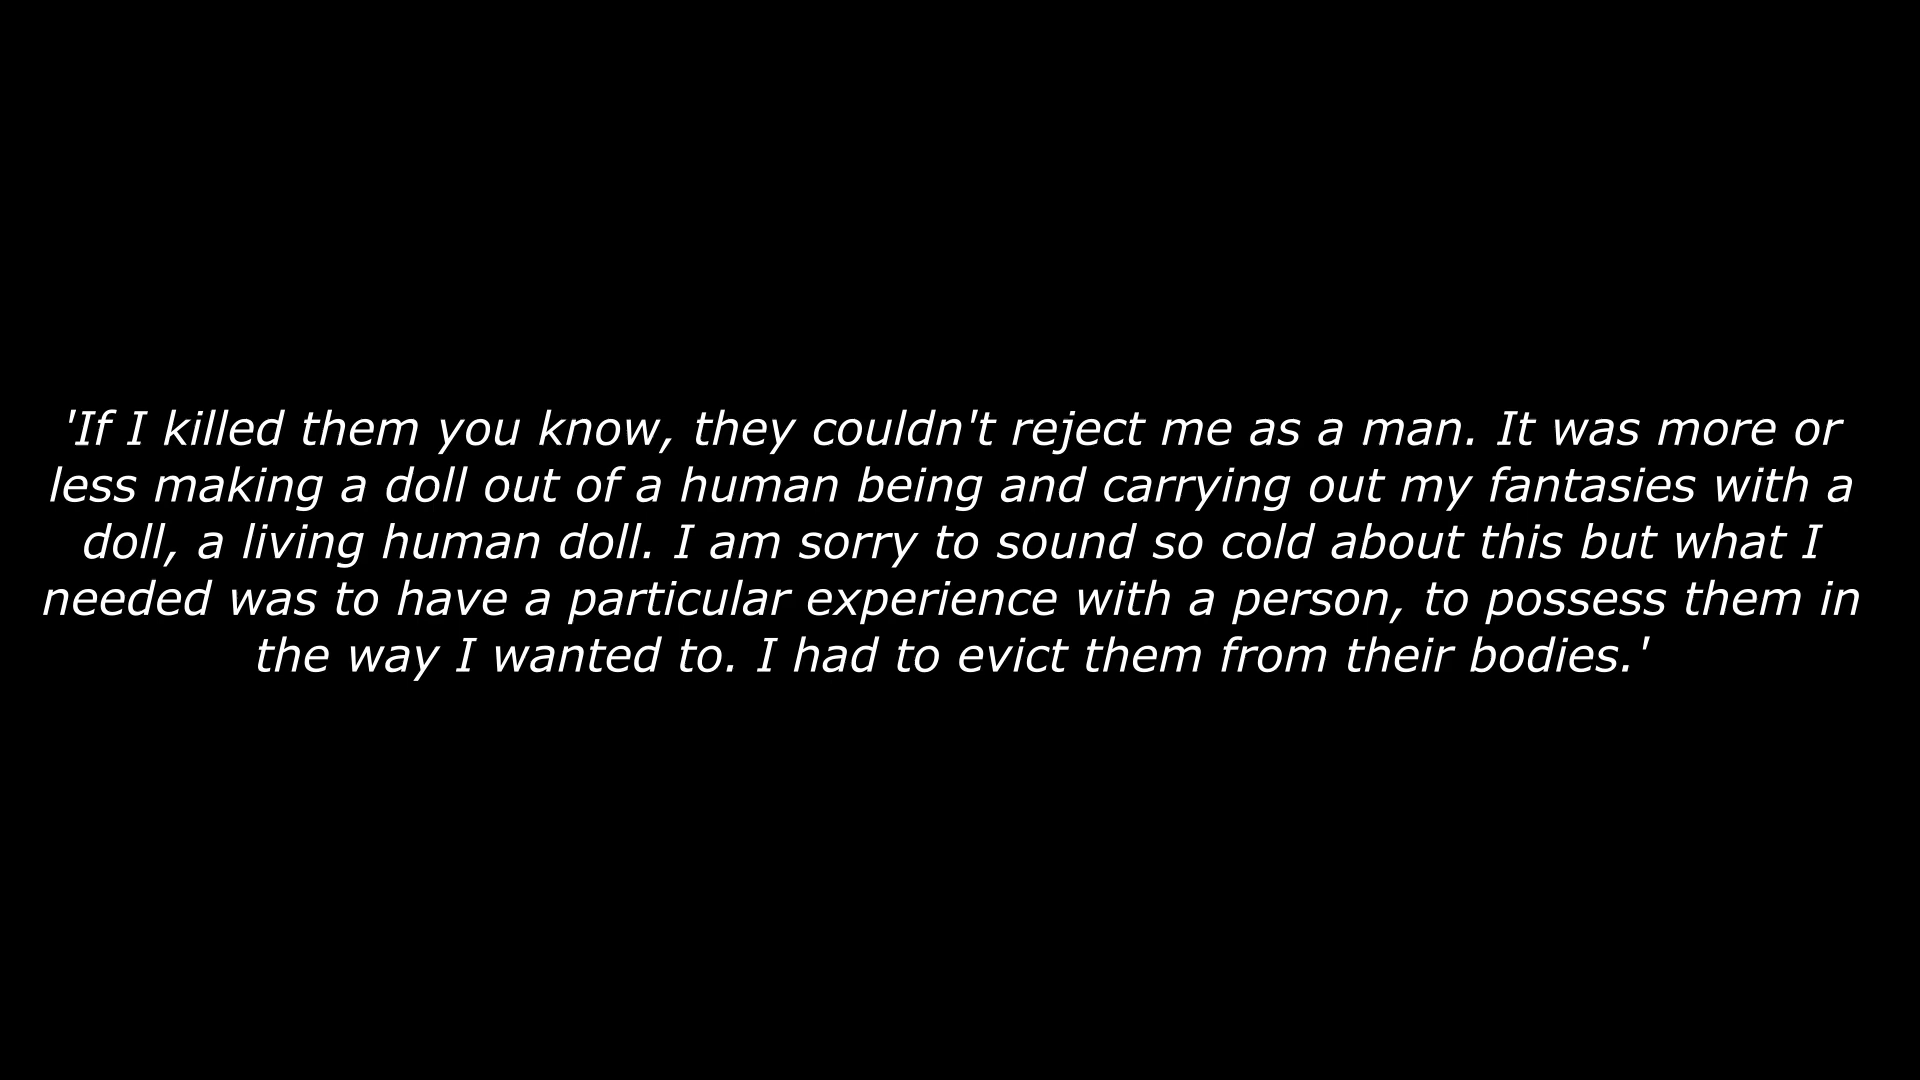 'If I killed them you know, they couldn't reject me as a man. It was more or
less making a doll out of a human being and carrying out my fantasies with a
doll, a living human doll. I am sorry to sound so cold about this but what I
needed was to have a particular experience with a person, to possess them in
the way I wanted to. I had to evict them from their bodies.'